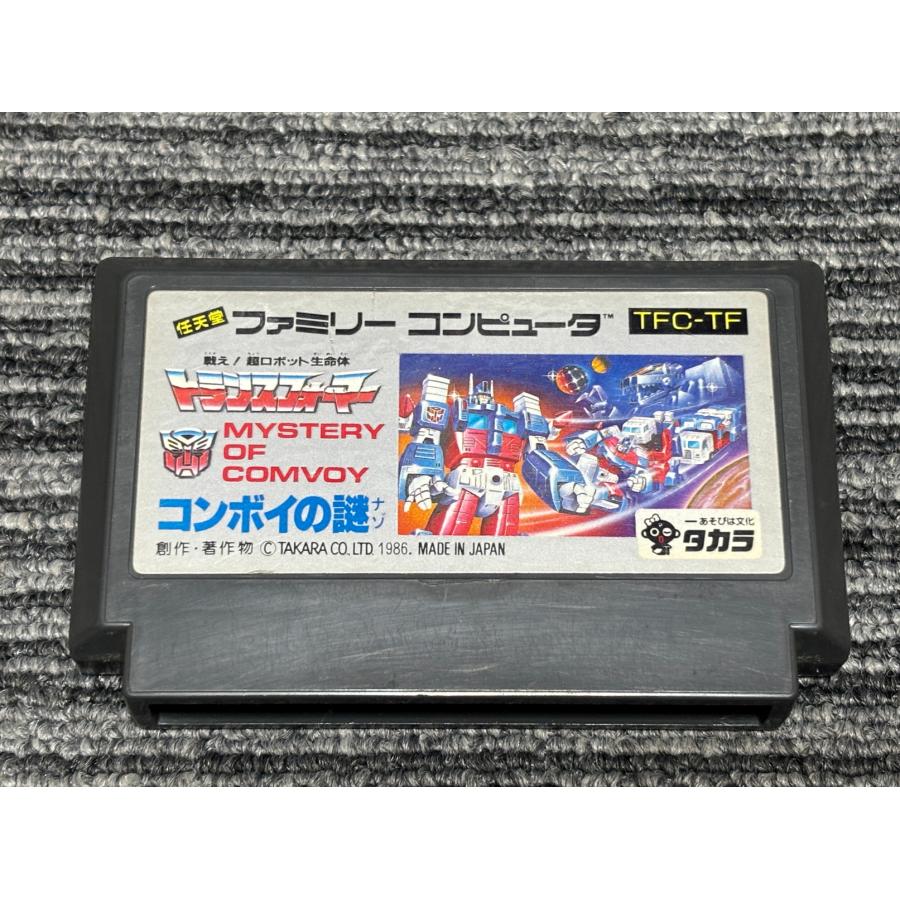 任天堂 ファミリー コンピュータ™ TFC-TF
戦え!超ロボット生命体
トランスフォーマー
MYSTERY
OF
COMVOY
コンボイの謎 ナゾ
創作・著作物 ©TAKARA CO.,LTD. 1986. MADE IN JAPAN
あそびは文化
タカラ